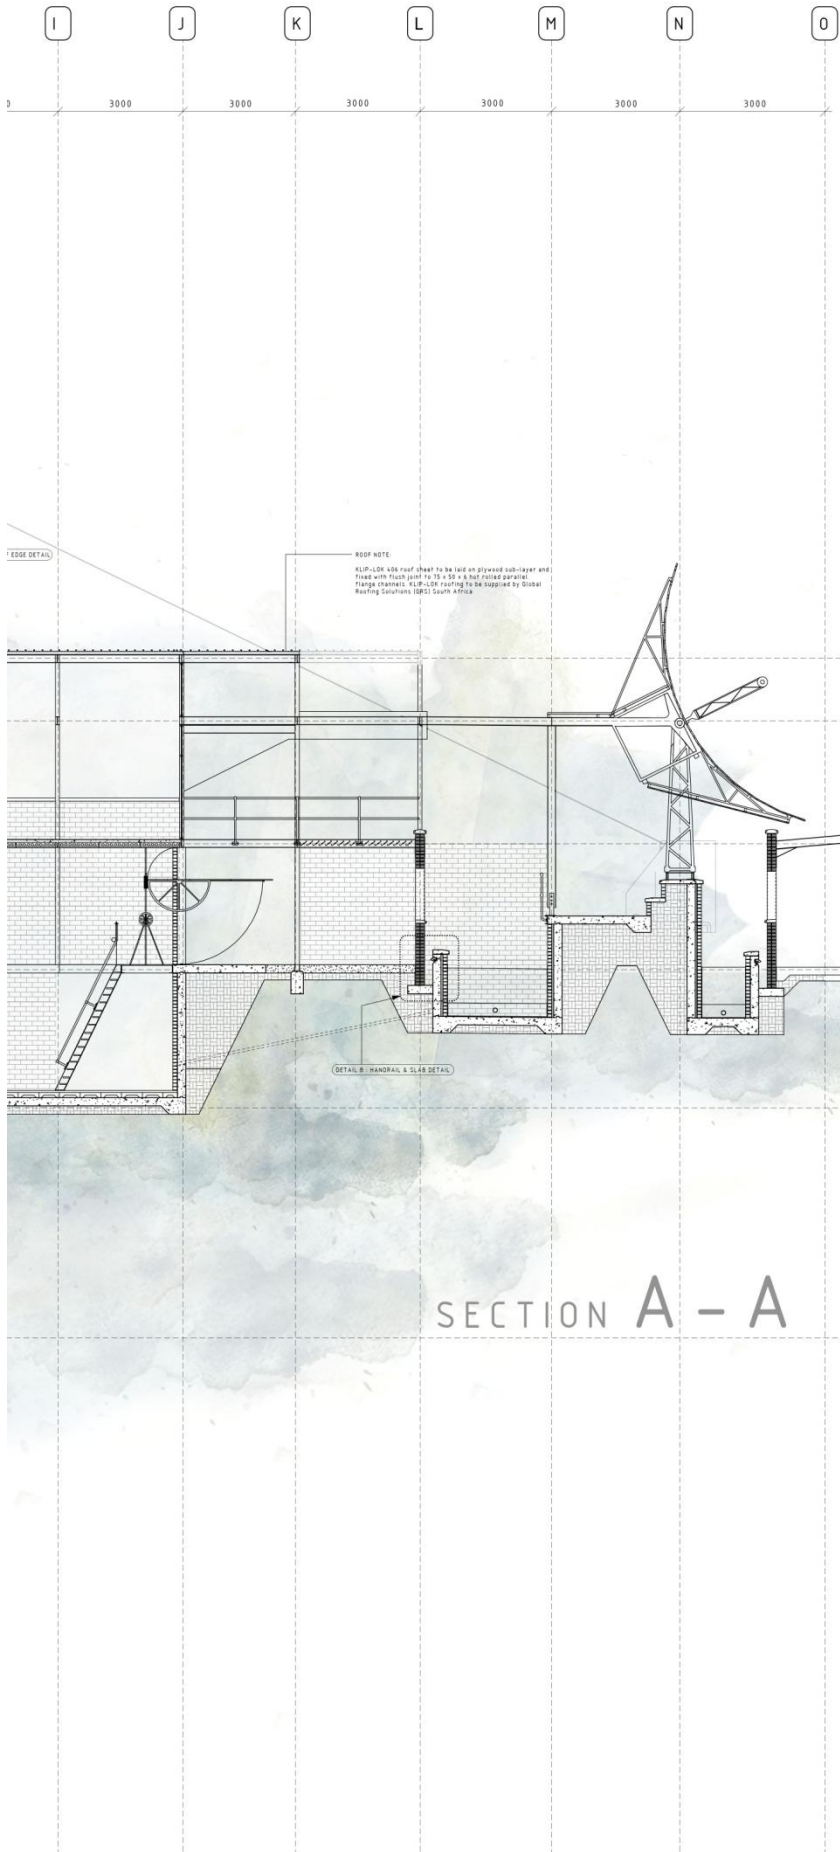 I J K L M N O
0 3000 3000 3000 3000 3000 3000
EDGE DETAIL
ROOF NOTE:
KLIP-LOK 406 roof sheet to be laid on plywood sub-layer and
fixed with flush joint to 75 x 50 x 6 hot rolled parallel
flange channels. KLIP-LOK roofing to be supplied by Global
Roofing Solutions (GRS) South Africa
DETAIL B : HANDRAIL & SLAB DETAIL
SECTION A - A